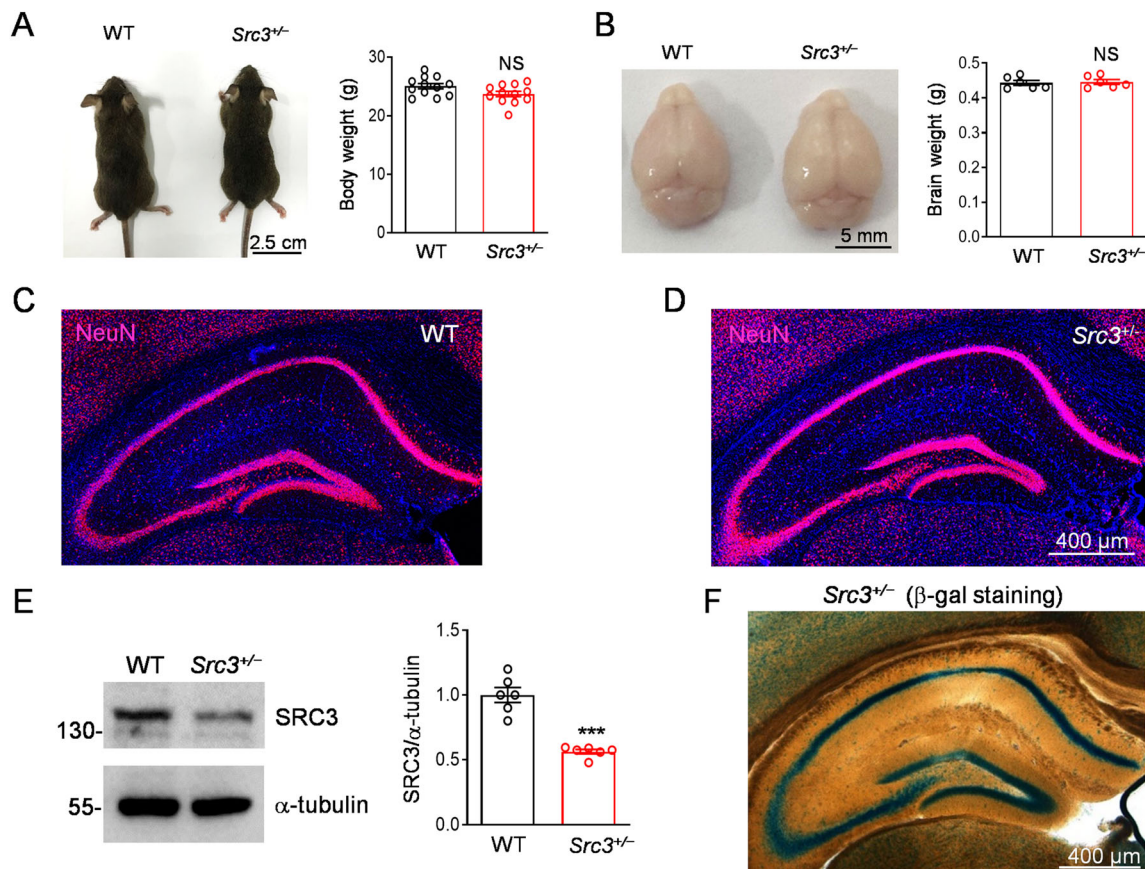 A
WT
Src3+/–
2.5 cm
Body weight (g)
30
20
10
0
NS
WT
Src3+/–
B
WT
Src3+/–
5 mm
Brain weight (g)
0.5
0.4
0.3
0.2
0.1
0.0
NS
WT
Src3+/–
C
NeuN
WT
D
NeuN
Src3+/-
400 μm
E
WT
Src3+/–
130-
SRC3
55-
α-tubulin
SRC3/α-tubulin
1.5
1.0
0.5
0.0
***
WT
Src3+/–
F
Src3+/– (β-gal staining)
400 μm